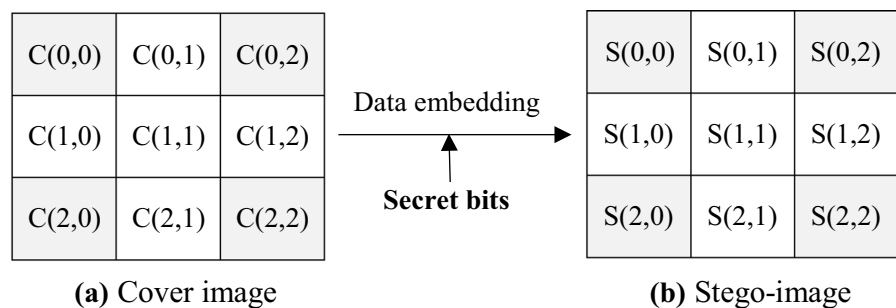 C(0,0) C(0,1) C(0,2) S(0,0) S(0,1) S(0,2)
Data embedding
C(1,0) C(1,1) C(1,2) S(1,0) S(1,1) S(1,2)
Secret bits
C(2,0) C(2,1) C(2,2) S(2,0) S(2,1) S(2,2)
(a) Cover image (b) Stego-image